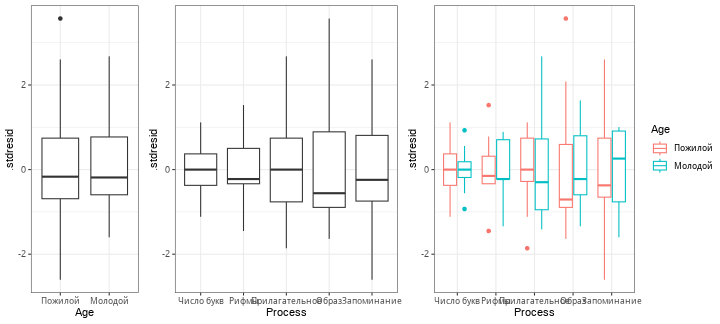 .stdresid
2
0
-2
Пожилой Молодой
Age
.stdresid
2
0
-2
Число букв Рифма Прилагательное Образ Запоминание
Process
.stdresid
2
0
-2
Число букв Рифма Прилагательное Образ Запоминание
Process
Age
Пожилой
Молодой